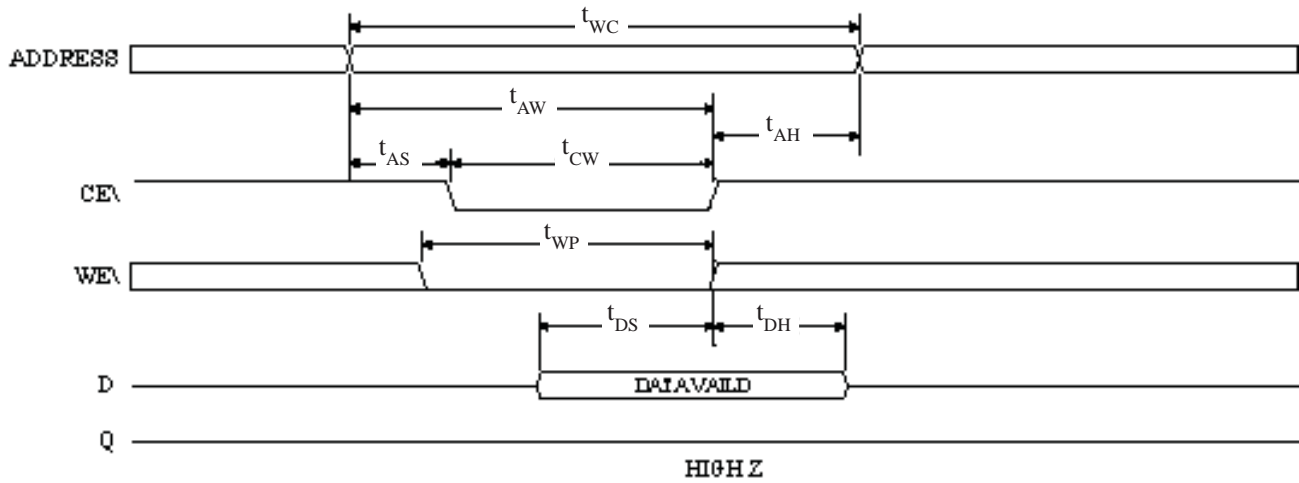 tWC
ADDRESS
tAW
tAH
tAS
tCW
CE\
tWP
WE\
tDS
tDH
D
DATAVAILD
Q
HIGH Z